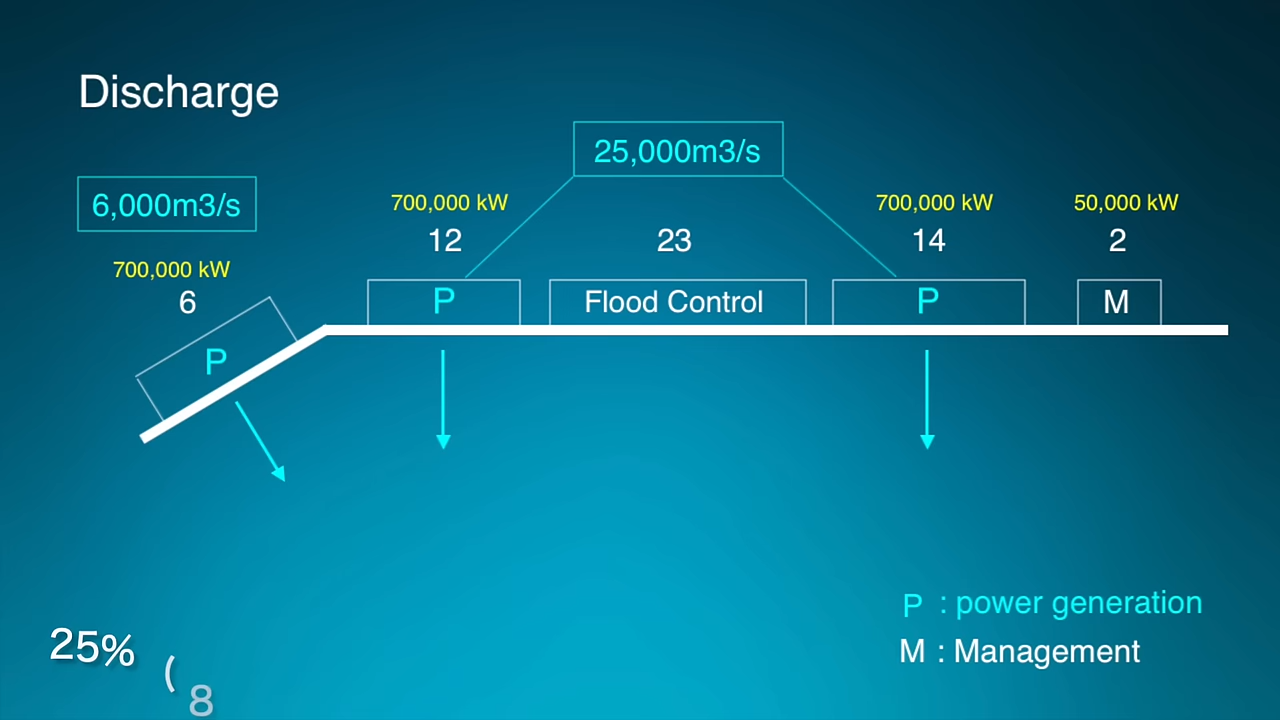 Discharge
25,000m3/s
6,000m3/s
700,000 kW
12
23
700,000 kW
14
50,000 kW
2
700,000 kW
6
P
P
Flood Control
P
M
P : power generation
M : Management
25%
(
8